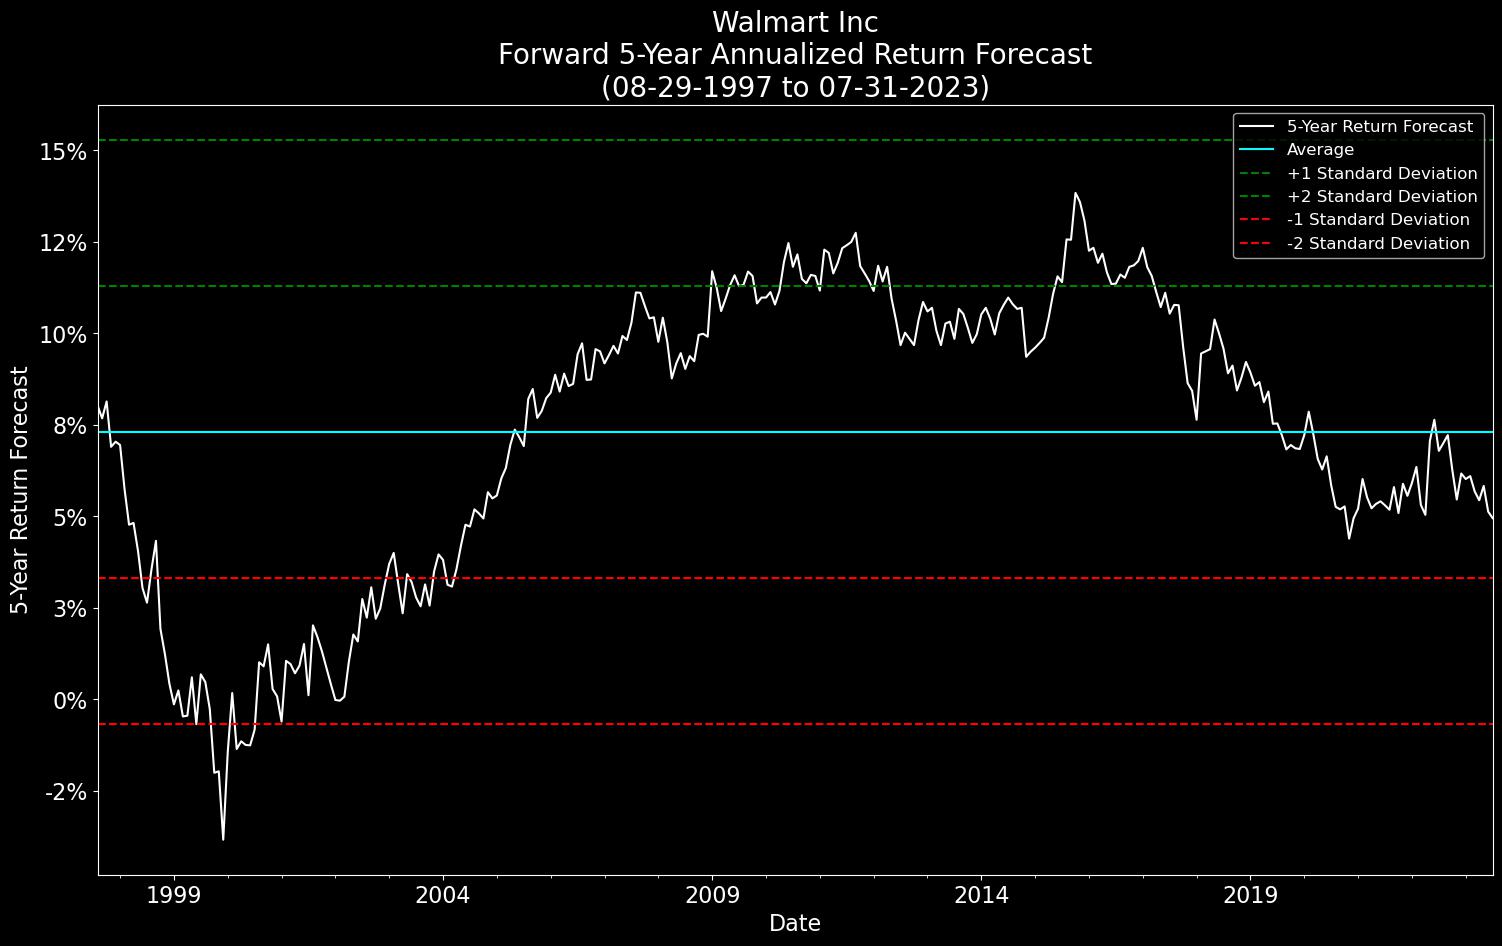 Walmart Inc
Forward 5-Year Annualized Return Forecast
(08-29-1997 to 07-31-2023)
5-Year Return Forecast
Average
+1 Standard Deviation
+2 Standard Deviation
-1 Standard Deviation
-2 Standard Deviation
15%
12%
10%
8%
5%
3%
0%
-2%
5-Year Return Forecast
1999
2004
2009
2014
2019
Date